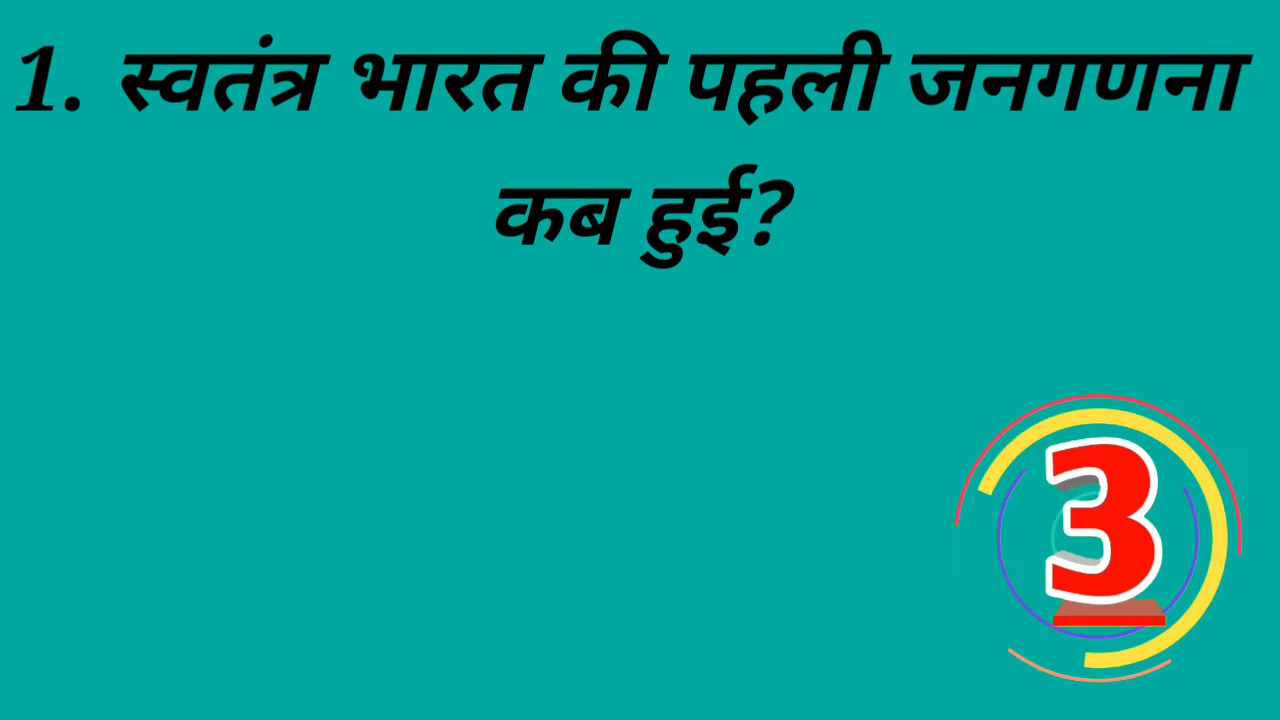 1. स्वतंत्र भारत की पहली जनगणना
कब हुई?
3